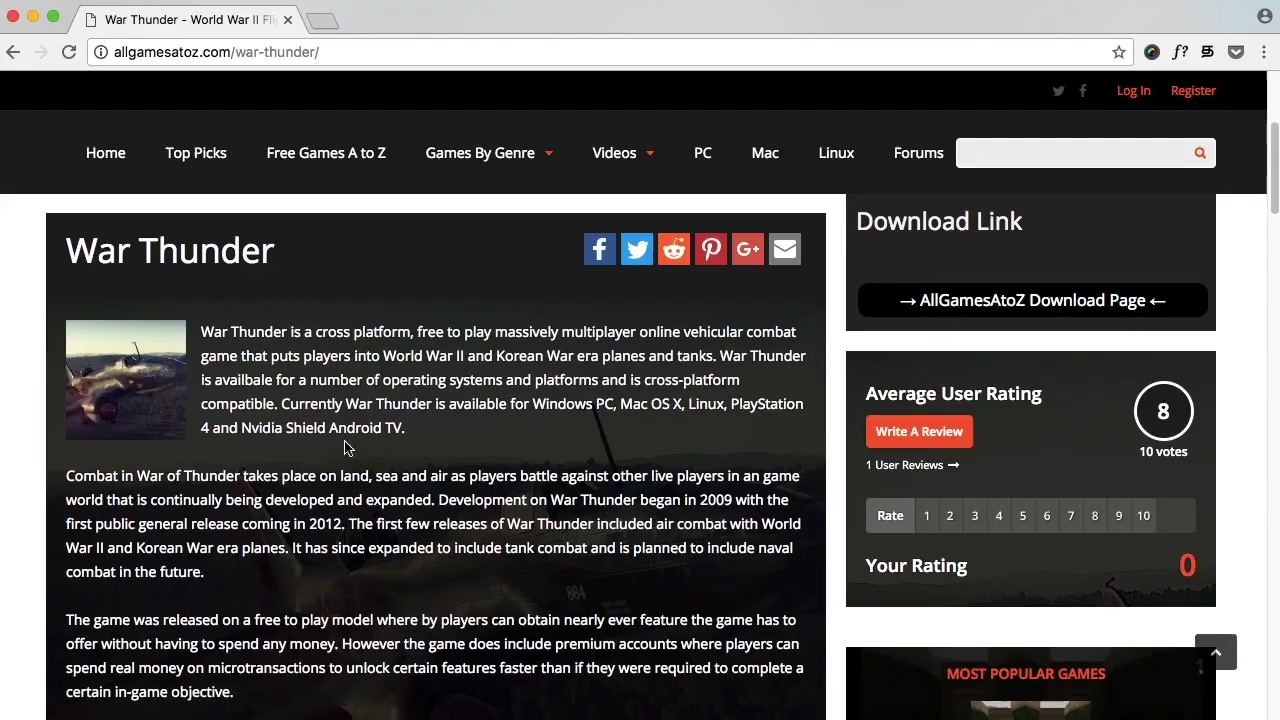 War Thunder - World War II Fli
allgamesatoz.com/war-thunder/
Log In Register
Home Top Picks Free Games A to Z Games By Genre Videos PC Mac Linux Forums
War Thunder
War Thunder is a cross platform, free to play massively multiplayer online vehicular combat
game that puts players into World War II and Korean War era planes and tanks. War Thunder
is availbale for a number of operating systems and platforms and is cross-platform
compatible. Currently War Thunder is available for Windows PC, Mac OS X, Linux, PlayStation
4 and Nvidia Shield Android TV.
Combat in War of Thunder takes place on land, sea and air as players battle against other live players in an game
world that is continually being developed and expanded. Development on War Thunder began in 2009 with the
first public general release coming in 2012. The first few releases of War Thunder included air combat with World
War II and Korean War era planes. It has since expanded to include tank combat and is planned to include naval
combat in the future.
The game was released on a free to play model where by players can obtain nearly ever feature the game has to
offer without having to spend any money. However the game does include premium accounts where players can
spend real money on microtransactions to unlock certain features faster than if they were required to complete a
certain in-game objective.
Download Link
→ AllGamesAtoZ Download Page ←
Average User Rating
Write A Review
1 User Reviews →
8
10 votes
Rate 1 2 3 4 5 6 7 8 9 10
Your Rating 0
MOST POPULAR GAMES
1